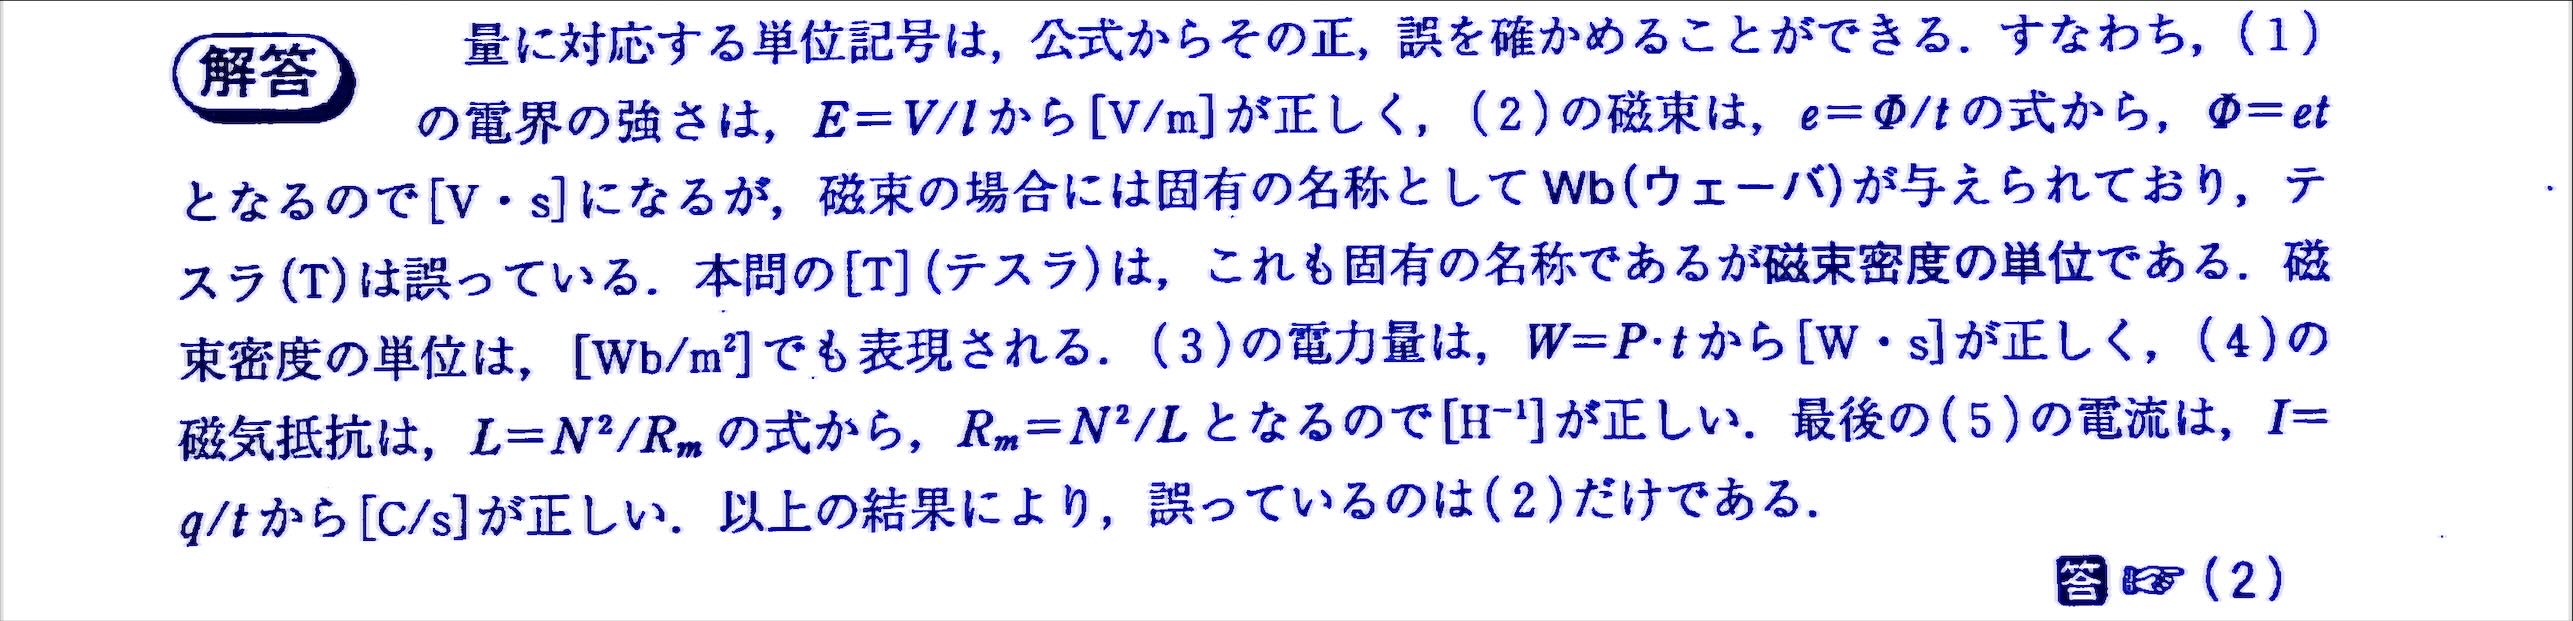 解答
量に対応する単位記号は，公式からその正，誤を確かめることができる．すなわち，(1)
の電界の強さは，E＝V/lから[V/m]が正しく，(2)の磁束は，e＝Φ/tの式から，Φ＝et
となるので[V・s]になるが，磁束の場合には固有の名称としてWb(ウェーバ)が与えられており，テ
スラ(T)は誤っている．本問の[T](テスラ)は，これも固有の名称であるが磁束密度の単位である．磁
束密度の単位は，[Wb/m²]でも表現される．(3)の電力量は，W＝P·tから[W・s]が正しく，(4)の
磁気抵抗は，L＝N²/Rₘの式から，Rₘ＝N²/Lとなるので[H⁻¹]が正しい．最後の(5)の電流は，I＝
q/tから[C/s]が正しい．以上の結果により，誤っているのは(2)だけである．
答☞(2)